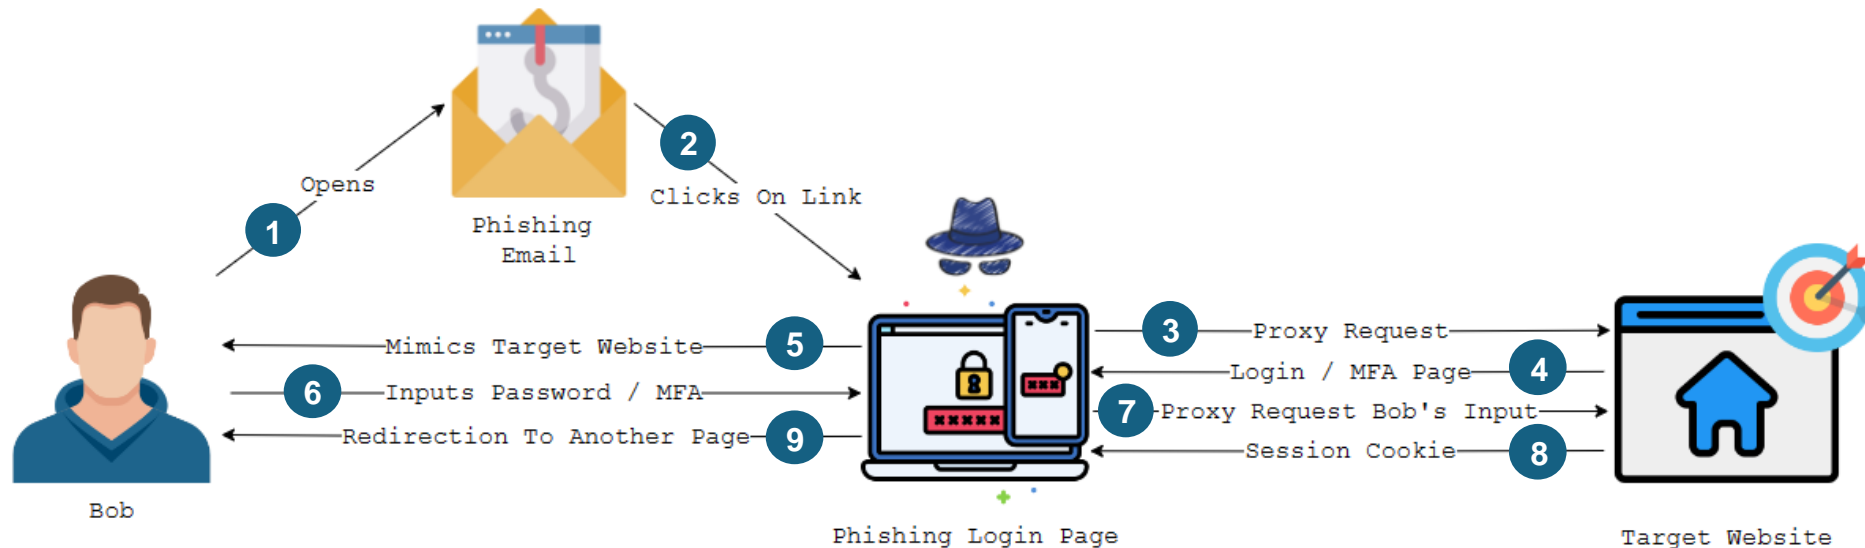 1
Opens
2
Clicks On Link
Phishing
Email
3
Proxy Request
5
Mimics Target Website
4
Login / MFA Page
6
Inputs Password / MFA
7
Proxy Request Bob's Input
9
Redirection To Another Page
8
Session Cookie
Bob
Phishing Login Page
Target Website